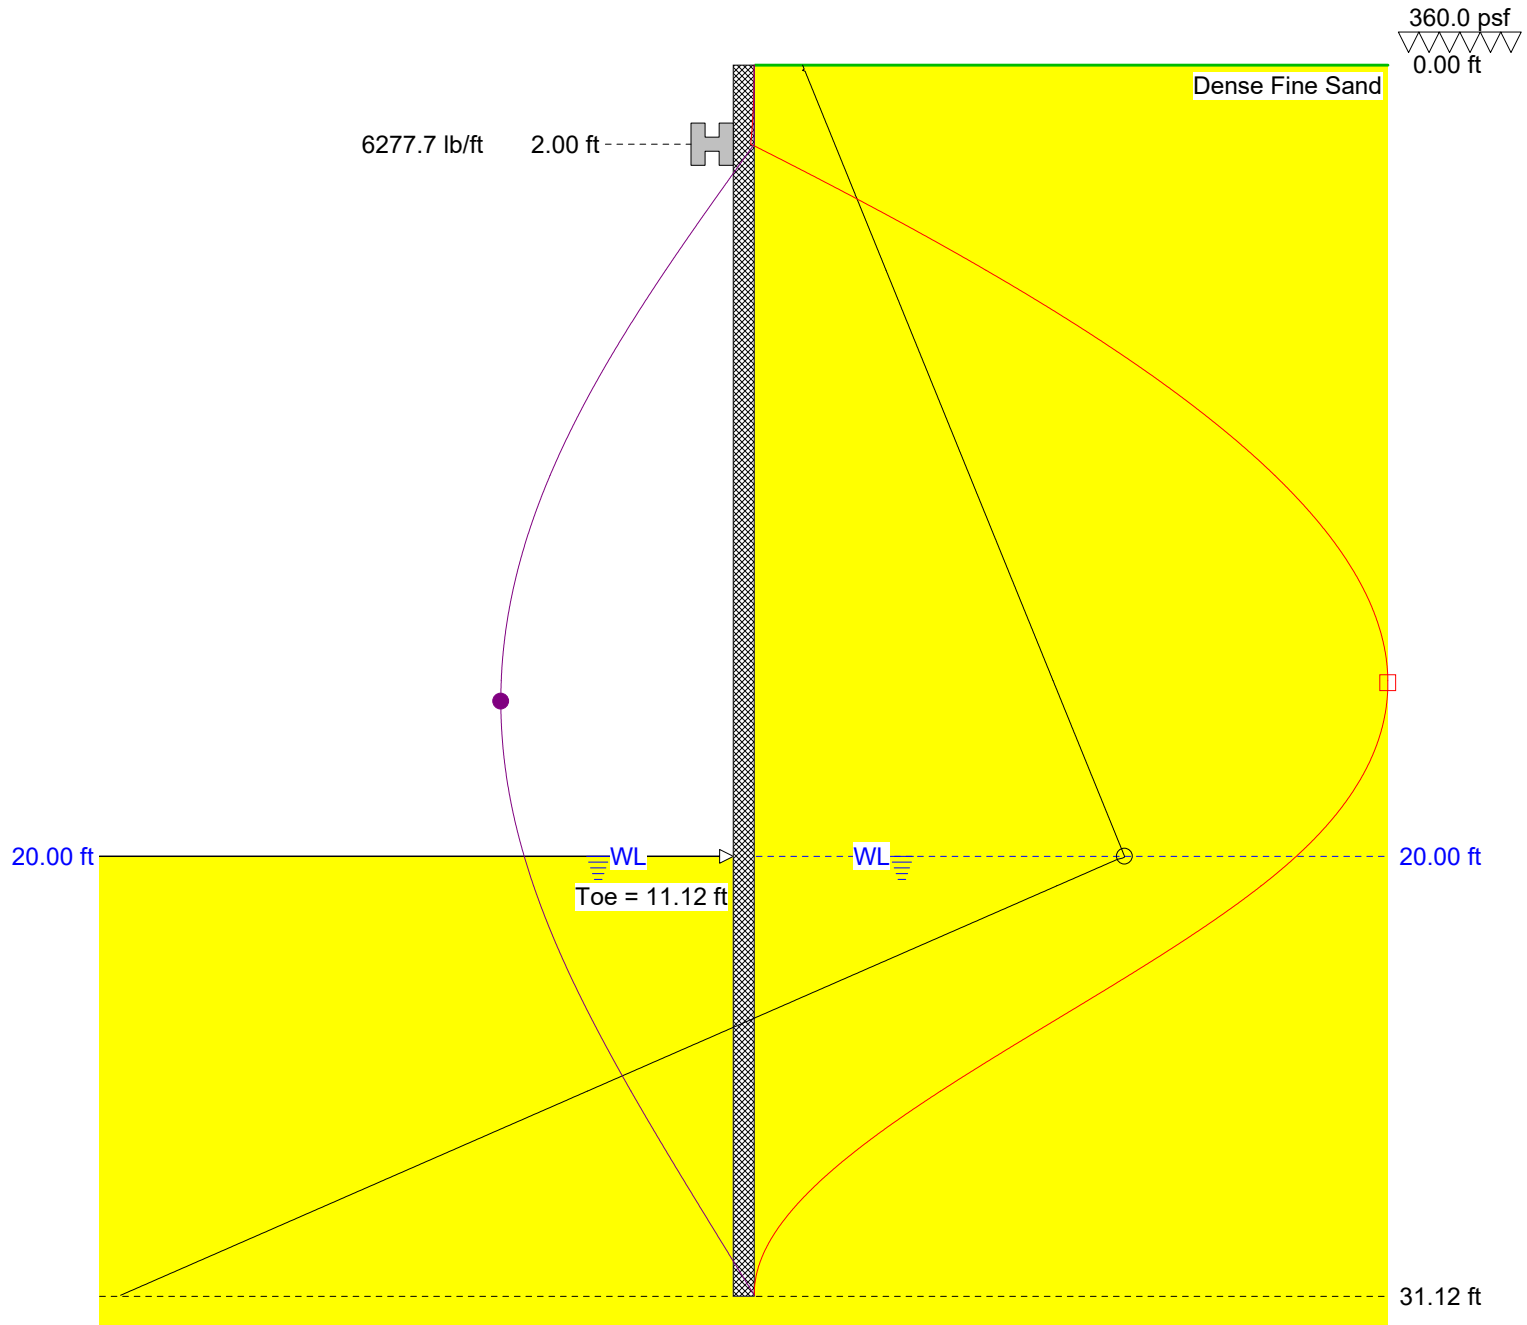 360.0 psf
0.00 ft
Dense Fine Sand
6277.7 lb/ft 2.00 ft
20.00 ft WL WL 20.00 ft
Toe = 11.12 ft
31.12 ft